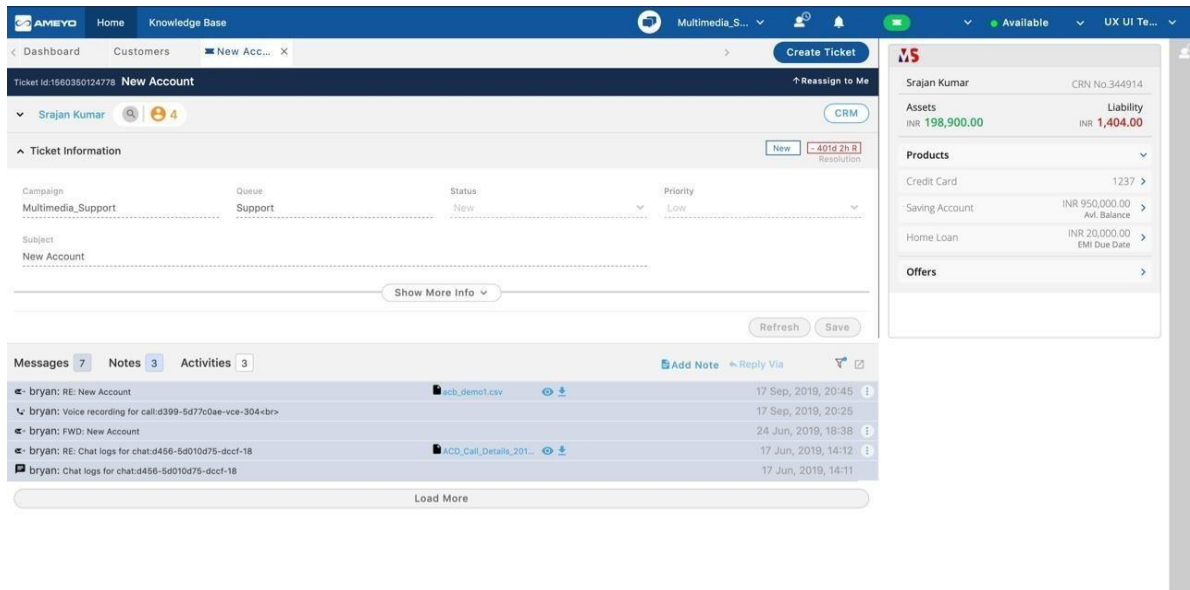 AMEYO Home Knowledge Base Multimedia_S... Available UX UI Te...
Dashboard Customers New Acc... X Create Ticket
Ticket Id:1560350124778 New Account Reassign to Me
Srajan Kumar 4 CRM
Ticket Information New - 401d 2h R
Resolution
Campaign Queue Status Priority
Multimedia_Support Support New Low
Subject
New Account
Show More Info
Refresh Save
Messages 7 Notes 3 Activities 3 Add Note Reply Via
bryan: RE: New Account acb_demo1.csv 17 Sep, 2019, 20:45
bryan: Voice recording for call:d399-5d77c0ae-vce-304<br> 17 Sep, 2019, 20:25
bryan: FWD: New Account 24 Jun, 2019, 18:38
bryan: RE: Chat logs for chat:d456-5d010d75-dccf-18 ACD_Call_Details_201... 17 Jun, 2019, 14:12
bryan: Chat logs for chat:d456-5d010d75-dccf-18 17 Jun, 2019, 14:11
Load More
MS
Srajan Kumar CRN No.344914
Assets Liability
INR 198,900.00 INR 1,404.00
Products
Credit Card 1237
Saving Account INR 950,000.00
Avl. Balance
Home Loan INR 20,000.00
EMI Due Date
Offers